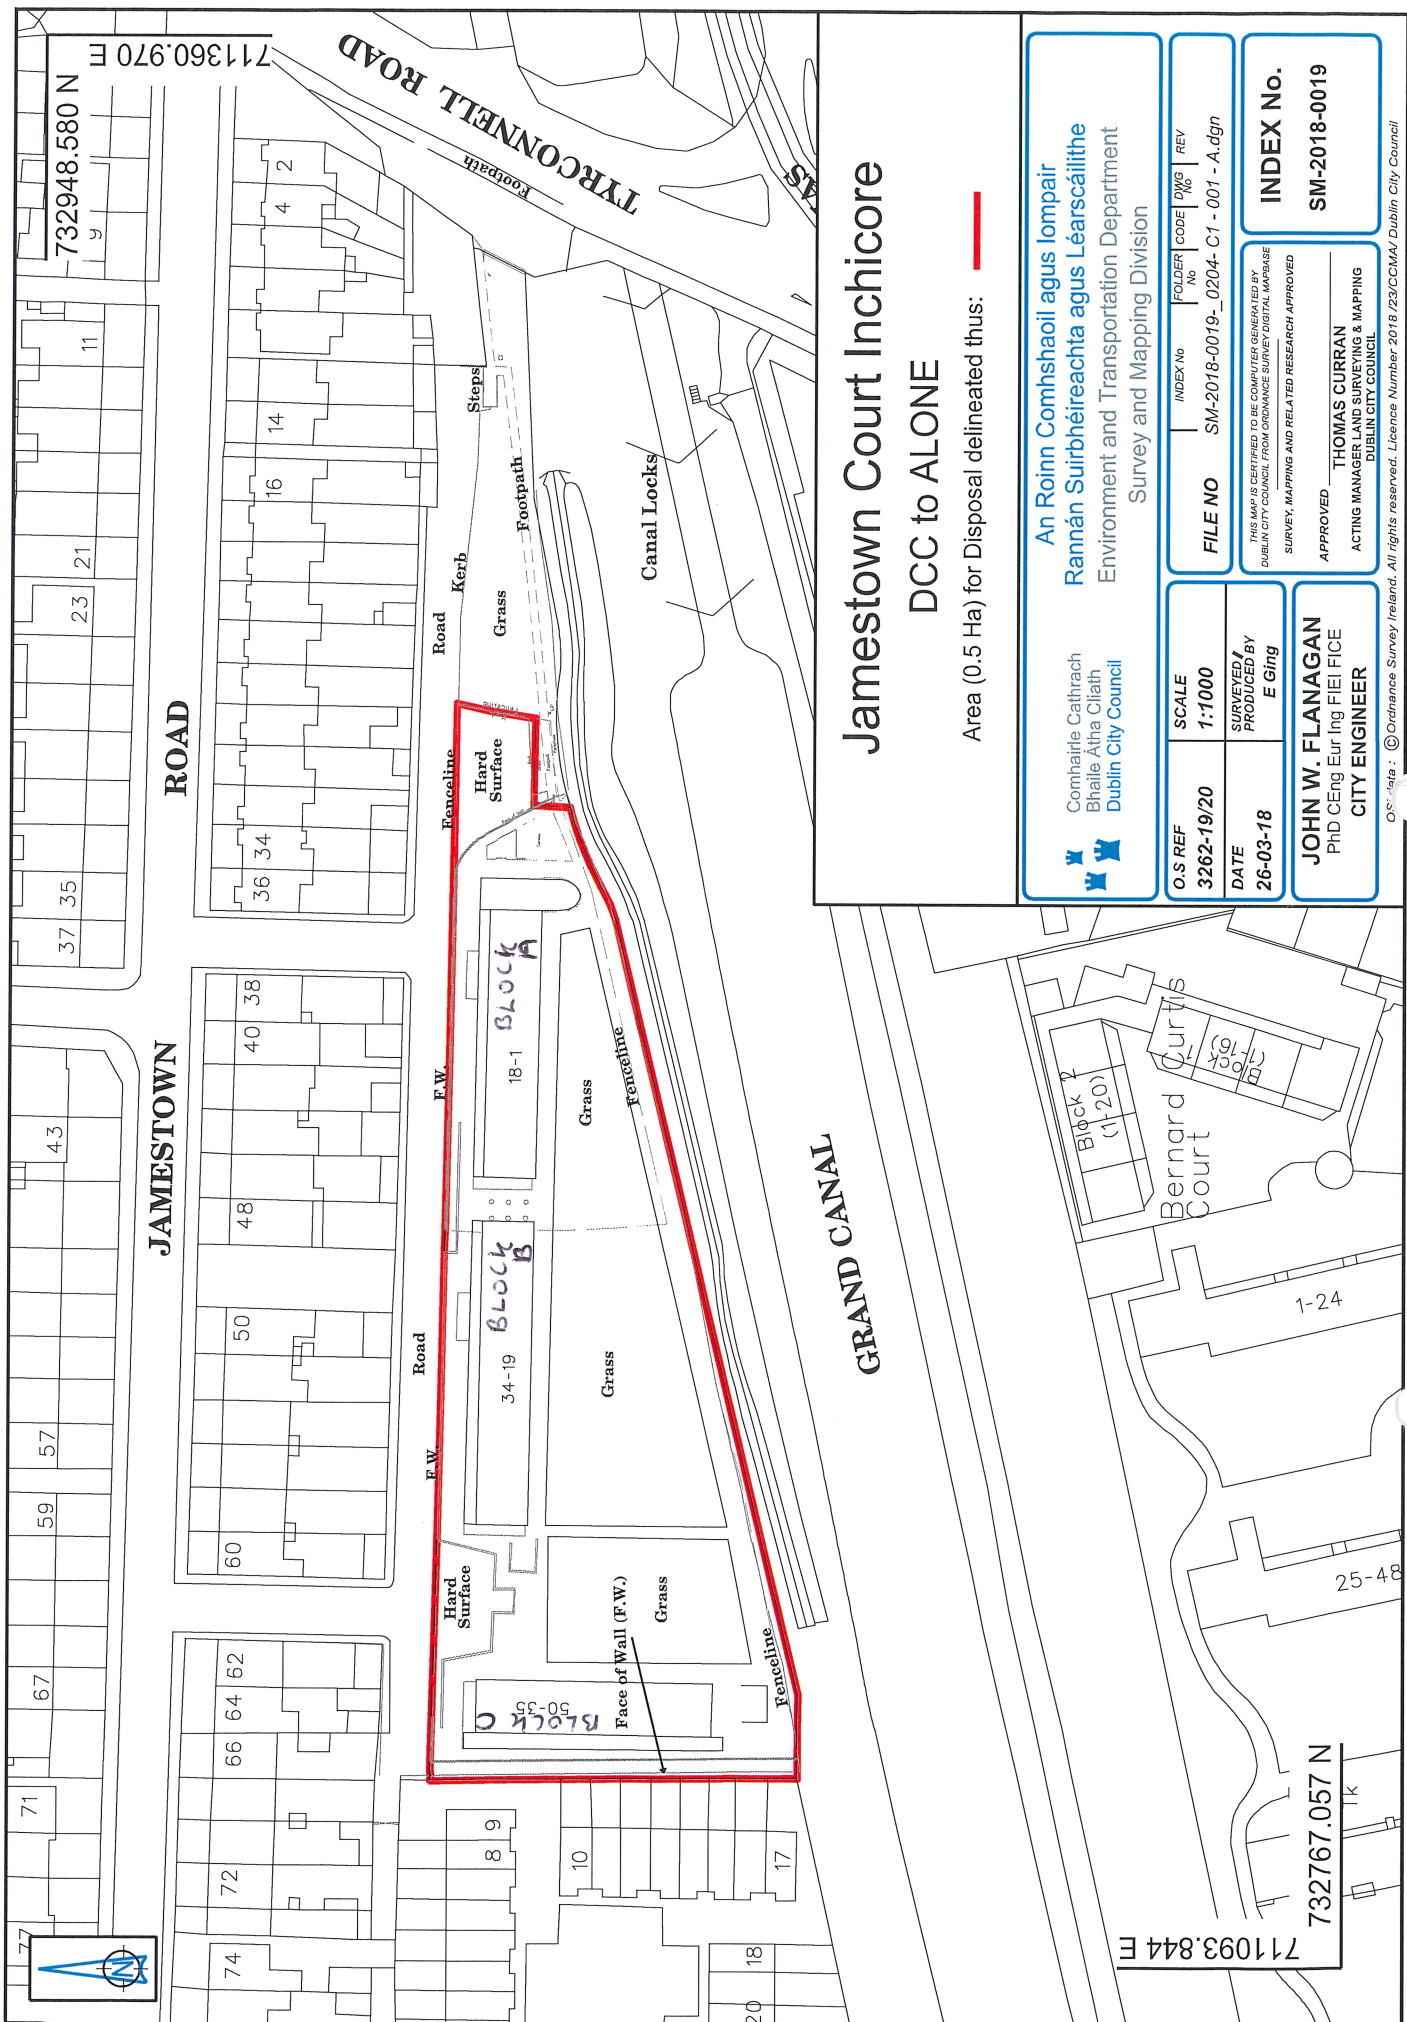 732948.580 N
711360.970 E
9
11
21
23
35
37
43
57
59
67
71
77
JAMESTOWN
ROAD
2
4
14
16
34
36
38
40
48
50
60
62
64
66
72
74
TYRCONNELL ROAD
Footpath
Steps
Footpath
Kerb
Road
Grass
Canal Locks
Fenceline
Hard
Surface
F.W.
BLOCK
A
18-1
Grass
Fenceline
Road
BLOCK
B
34-19
Grass
F.W.
Hard
Surface
Grass
Face of Wall (F.W.)
Fenceline
50-35
BLOCK C
8
9
10
17
18
20
GRAND CANAL
Block 2
(1-20)
Block 1
(1-16)
Bernard Curtis
Court
1-24
25-48
Tk
732767.057 N
711093.844 E
N
Jamestown Court Inchicore
DCC to ALONE
Area (0.5 Ha) for Disposal delineated thus:
Comhairle Cathrach
Bhaile Átha Cliath
Dublin City Council
An Roinn Comhshaoil agus Iompair
Rannán Suirbhéireachta agus Léarscáilithe
Environment and Transportation Department
Survey and Mapping Division
O.S REF
3262-19/20
SCALE
1:1000
DATE
26-03-18
SURVEYED/
PRODUCED BY
E Ging
JOHN W. FLANAGAN
PhD CEng Eur Ing FIEI FICE
CITY ENGINEER
INDEX No
FOLDER No
CODE
DWG No
REV
FILE NO
SM-2018-0019-_0204- C1 - 001 - A.dgn
THIS MAP IS CERTIFIED TO BE COMPUTER GENERATED BY
DUBLIN CITY COUNCIL FROM ORDNANCE SURVEY DIGITAL MAPBASE
SURVEY, MAPPING AND RELATED RESEARCH APPROVED
APPROVED
THOMAS CURRAN
ACTING MANAGER LAND SURVEYING & MAPPING
DUBLIN CITY COUNCIL
INDEX No.
SM-2018-0019
OSi data : © Ordnance Survey Ireland. All rights reserved. Licence Number 2018 /23/CCMA/ Dublin City Council